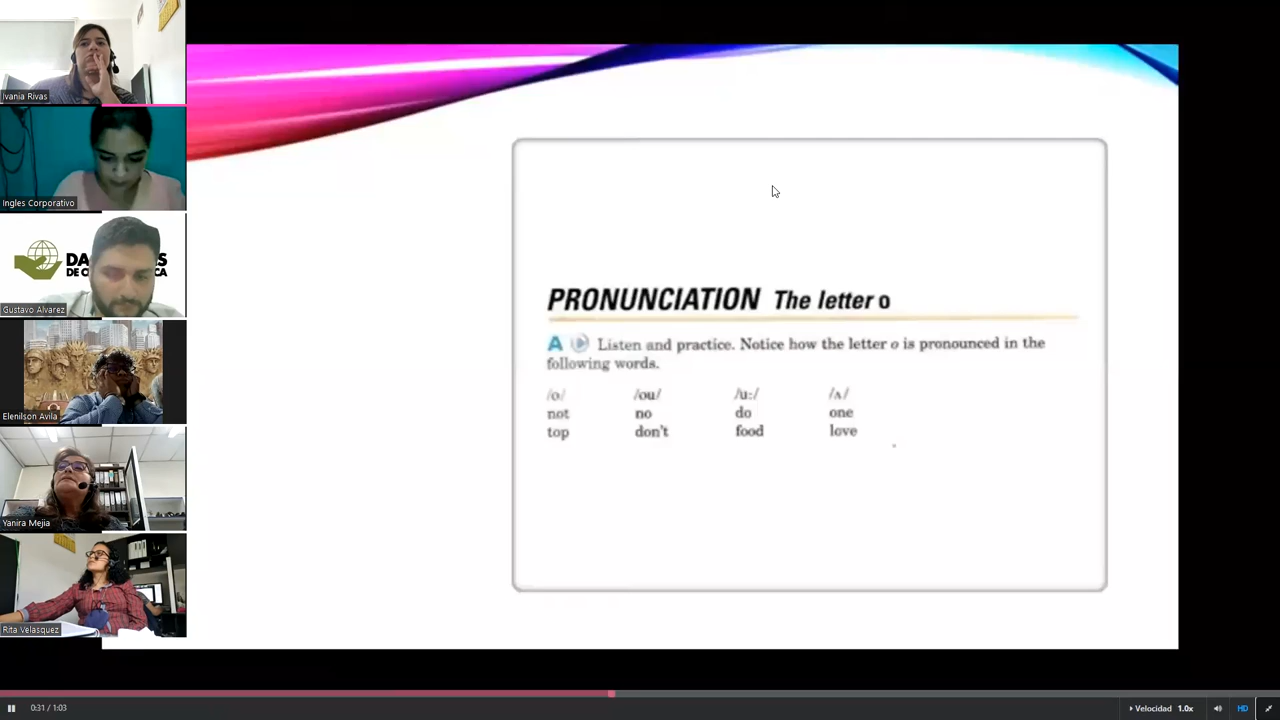 Ivania Rivas
Ingles Corporativo
Gustavo Alvarez
Elenilson Avila
Yanira Mejia
Rita Velasquez
PRONUNCIATION The letter o
A Listen and practice. Notice how the letter o is pronounced in the
following words.
/o/ /ou/ /u:/ /ʌ/
not no do one
top don't food love
0:31 / 1:03
Velocidad 1.0x
HD